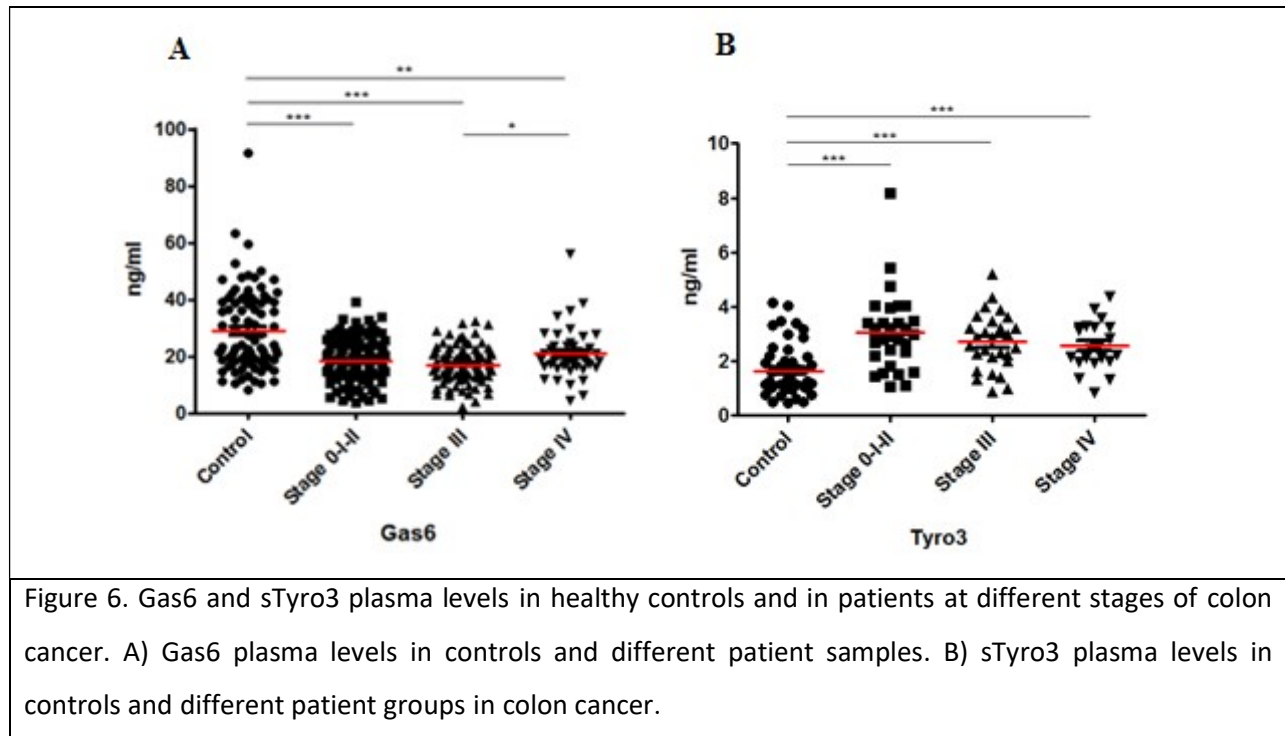 A
B
**
***
***
*
***
***
***
100
80
60
40
20
0
ng/ml
Control
Stage 0-I-II
Stage III
Stage IV
Gas6
10
8
6
4
2
0
ng/ml
Control
Stage 0-I-II
Stage III
Stage IV
Tyro3
Figure 6. Gas6 and sTyro3 plasma levels in healthy controls and in patients at different stages of colon
cancer. A) Gas6 plasma levels in controls and different patient samples. B) sTyro3 plasma levels in
controls and different patient groups in colon cancer.